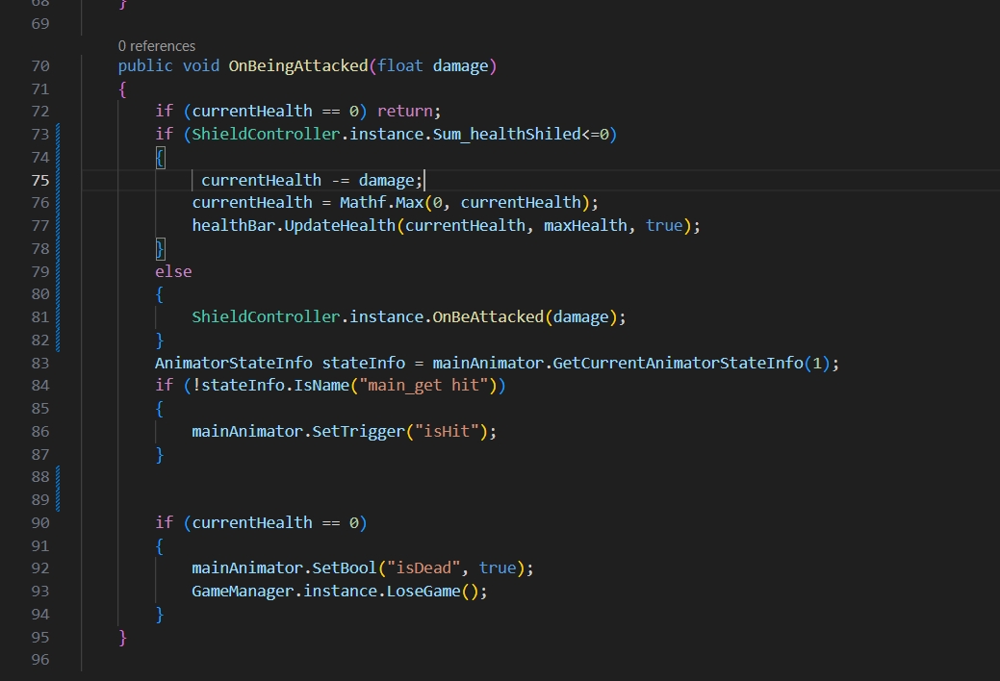 68 }
69
0 references
70 public void OnBeingAttacked(float damage)
71 {
72 if (currentHealth == 0) return;
73 if (ShieldController.instance.Sum_healthShiled<=0)
74 {
75 currentHealth -= damage;
76 currentHealth = Mathf.Max(0, currentHealth);
77 healthBar.UpdateHealth(currentHealth, maxHealth, true);
78 }
79 else
80 {
81 ShieldController.instance.OnBeAttacked(damage);
82 }
83 AnimatorStateInfo stateInfo = mainAnimator.GetCurrentAnimatorStateInfo(1);
84 if (!stateInfo.IsName("main_get hit"))
85 {
86 mainAnimator.SetTrigger("isHit");
87 }
88
89
90 if (currentHealth == 0)
91 {
92 mainAnimator.SetBool("isDead", true);
93 GameManager.instance.LoseGame();
94 }
95 }
96